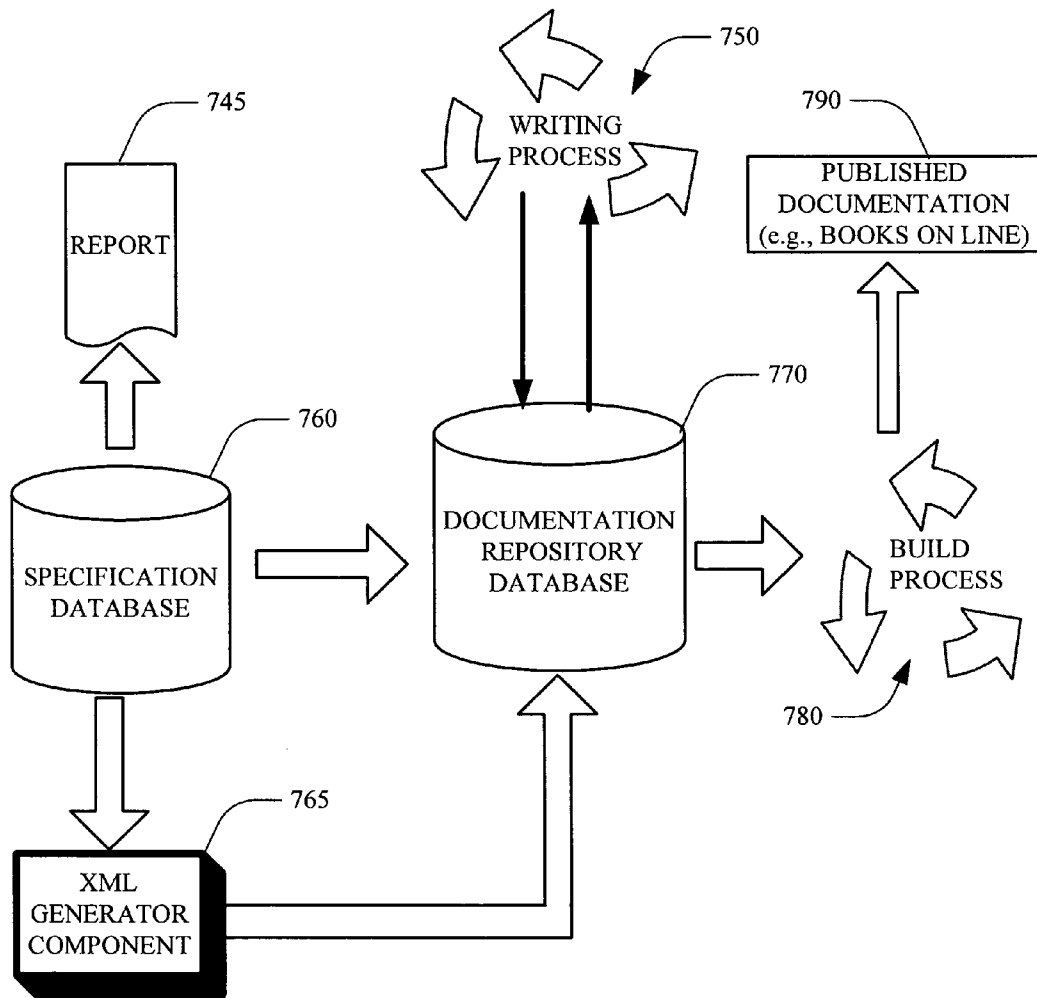 750
WRITING
PROCESS
745
790
PUBLISHED
DOCUMENTATION
(e.g., BOOKS ON LINE)
REPORT
770
760
DOCUMENTATION
REPOSITORY
DATABASE
SPECIFICATION
DATABASE
BUILD
PROCESS
780
765
XML
GENERATOR
COMPONENT